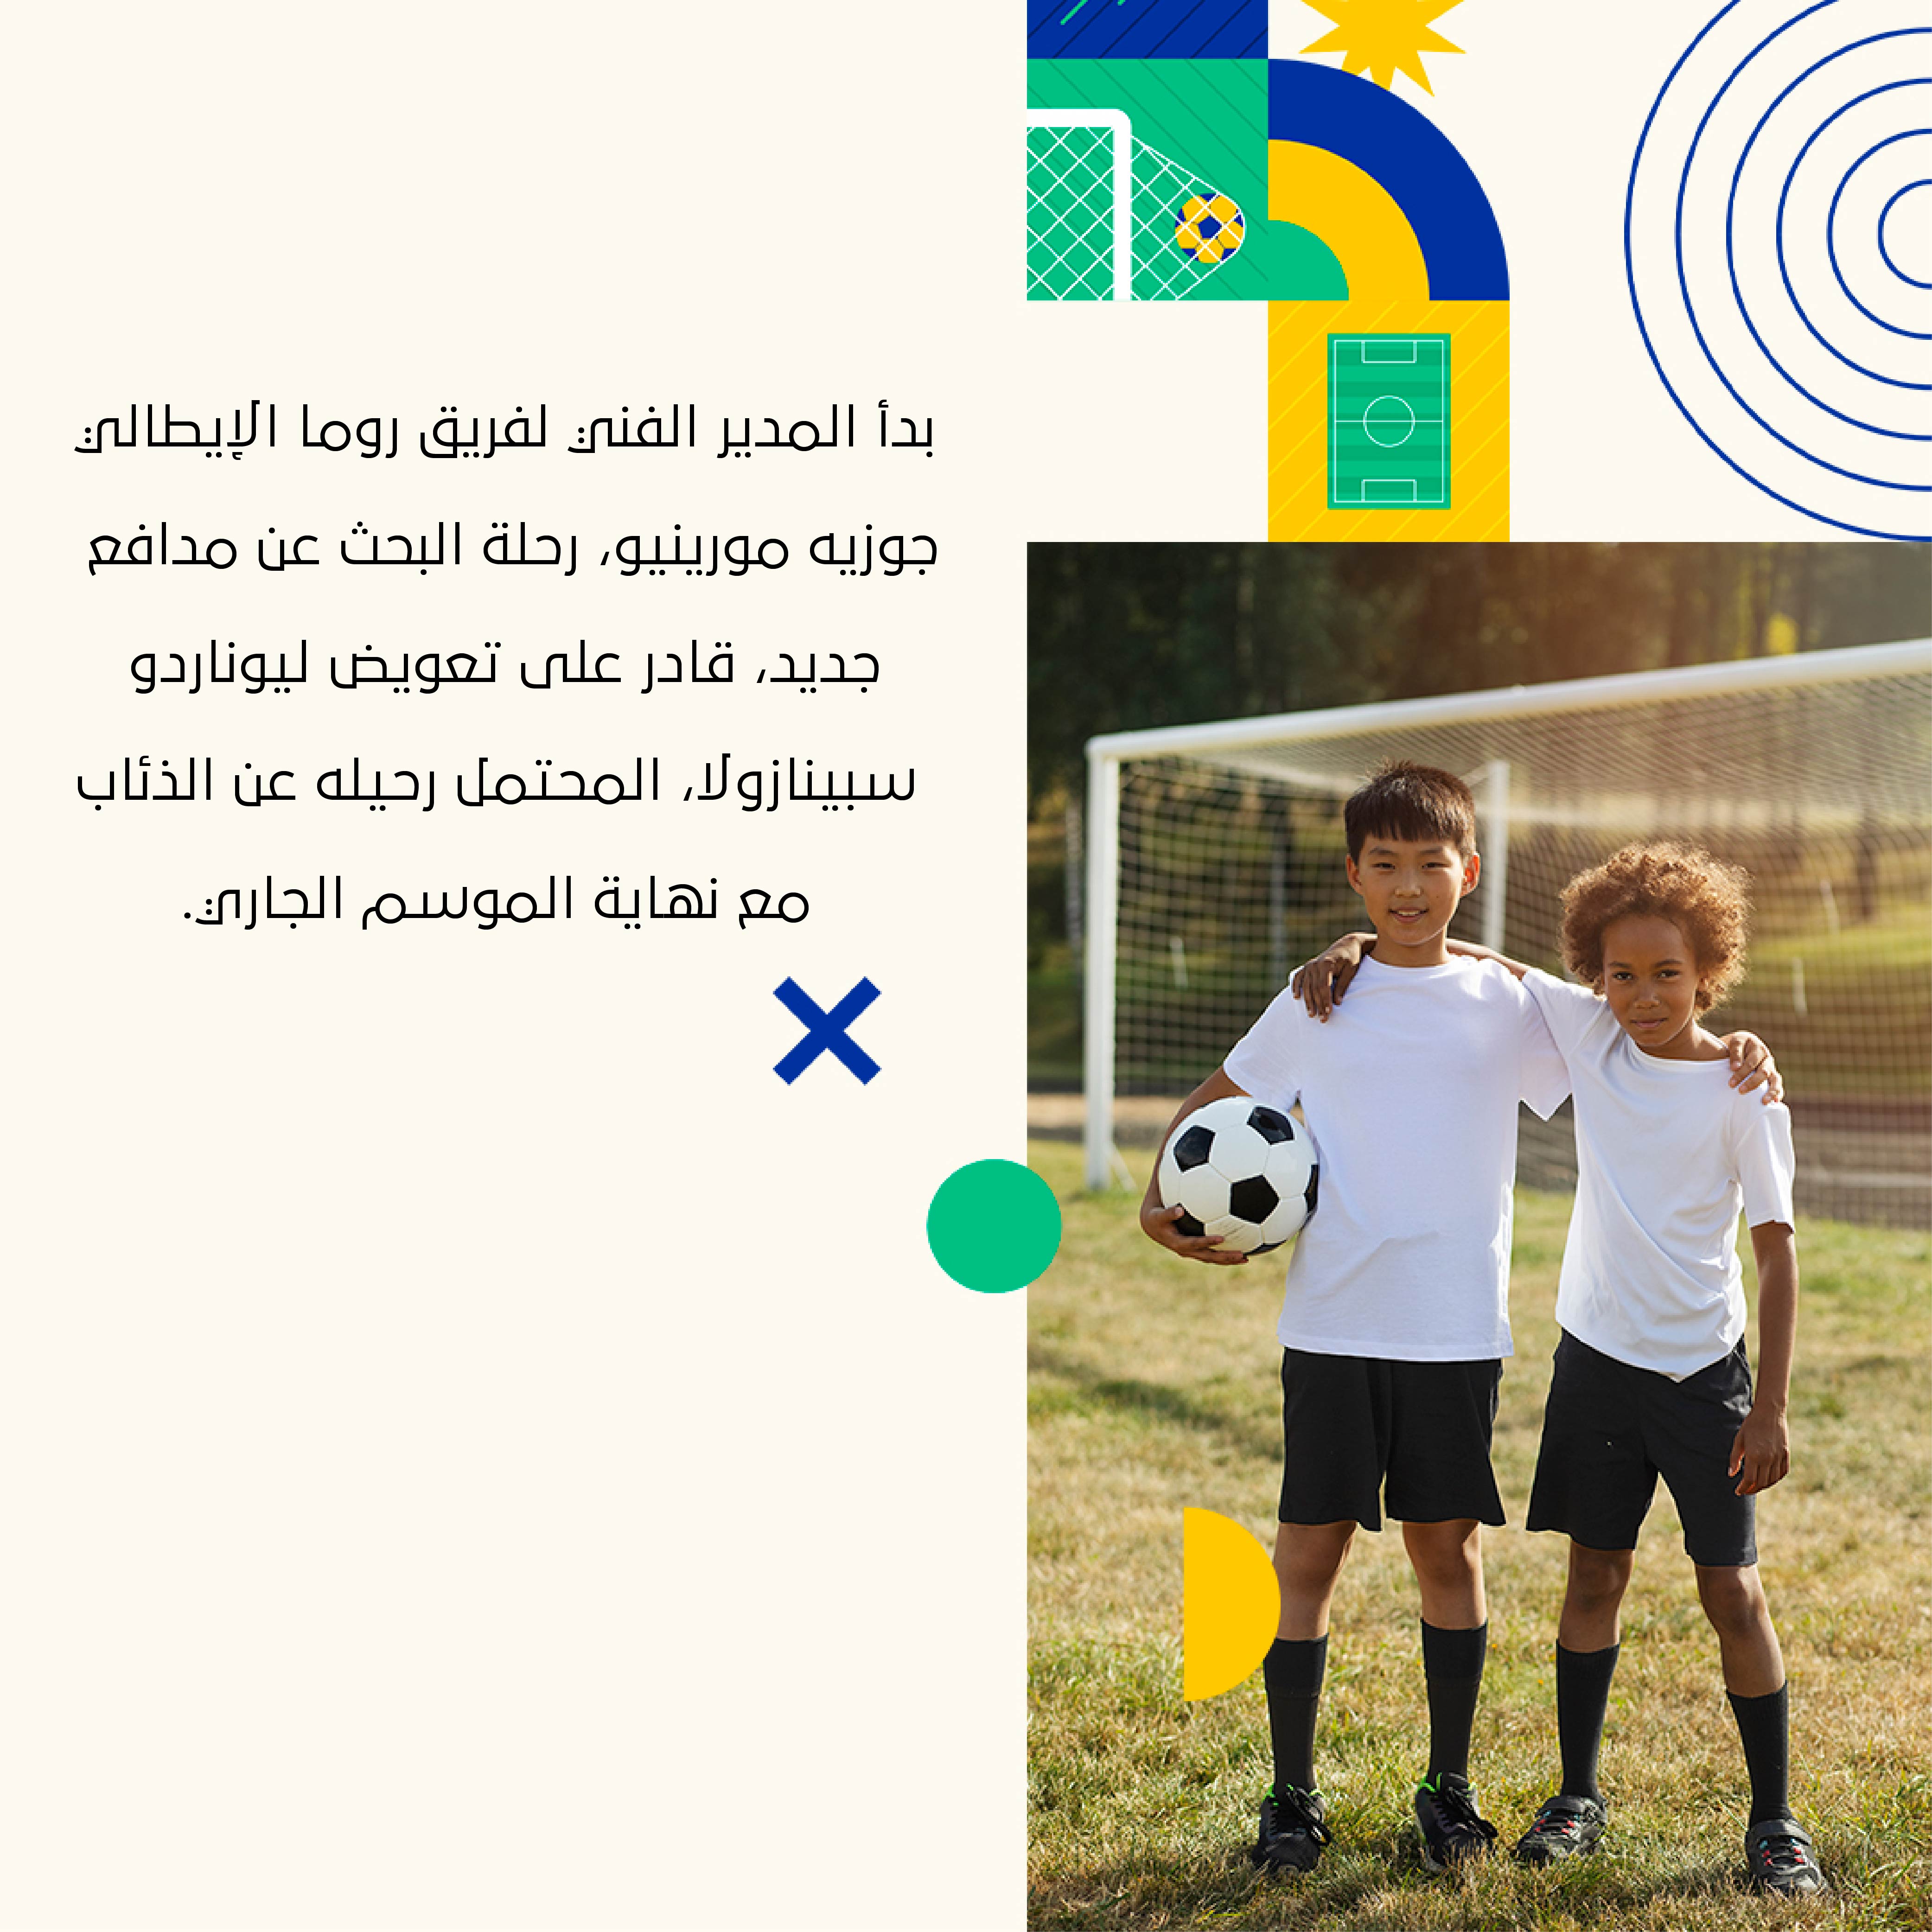 بدأ المدير الفني لفريق روما الإيطالي
جوزيه مورينيو، رحلة البحث عن مدافع
جديد، قادر على تعويض ليوناردو
سبينازولا، المحتمل رحيله عن الذئاب
مع نهاية الموسم الجاري.